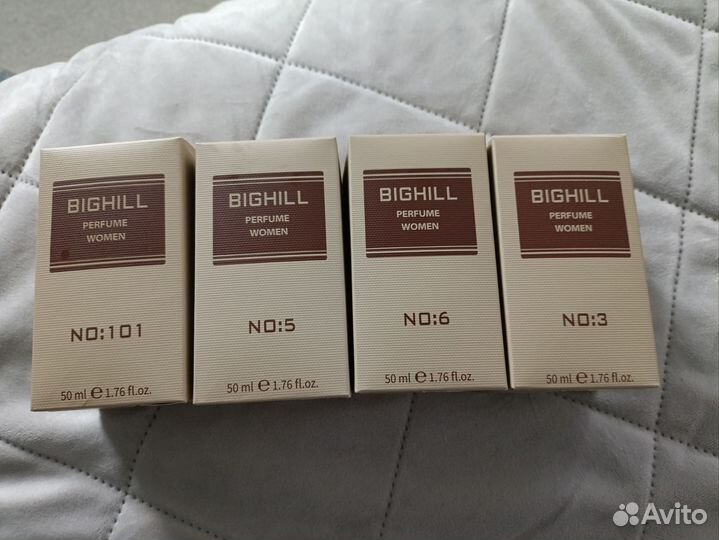 BIGHILL
PERFUME
WOMEN
NO:101
50 ml e 1.76 fl.oz.
BIGHILL
PERFUME
WOMEN
NO:5
50 ml e 1.76 fl.oz.
BIGHILL
PERFUME
WOMEN
NO:6
50 ml e 1.76 fl.oz.
BIGHILL
PERFUME
WOMEN
NO:3
50 ml e 1.76 fl.oz.
Avito